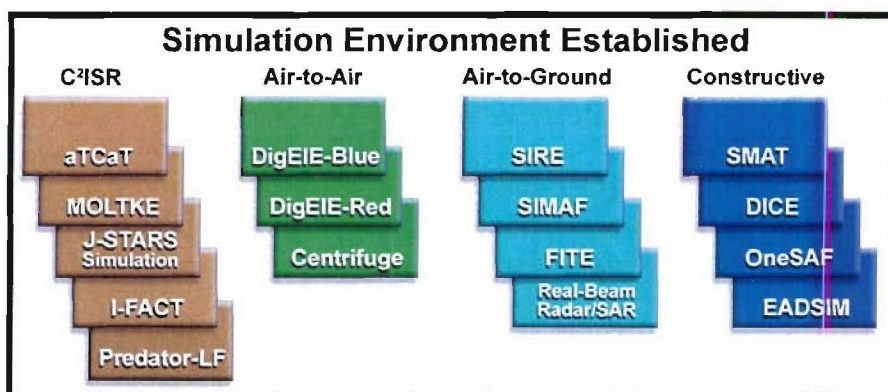 Simulation Environment Established
C²ISR
aTCaT
MOLTKE
J-STARS
Simulation
I-FACT
Predator-LF
Air-to-Air
DigEIE-Blue
DigEIE-Red
Centrifuge
Air-to-Ground
SIRE
SIMAF
FITE
Real-Beam
Radar/SAR
Constructive
SMAT
DICE
OneSAF
EADSIM